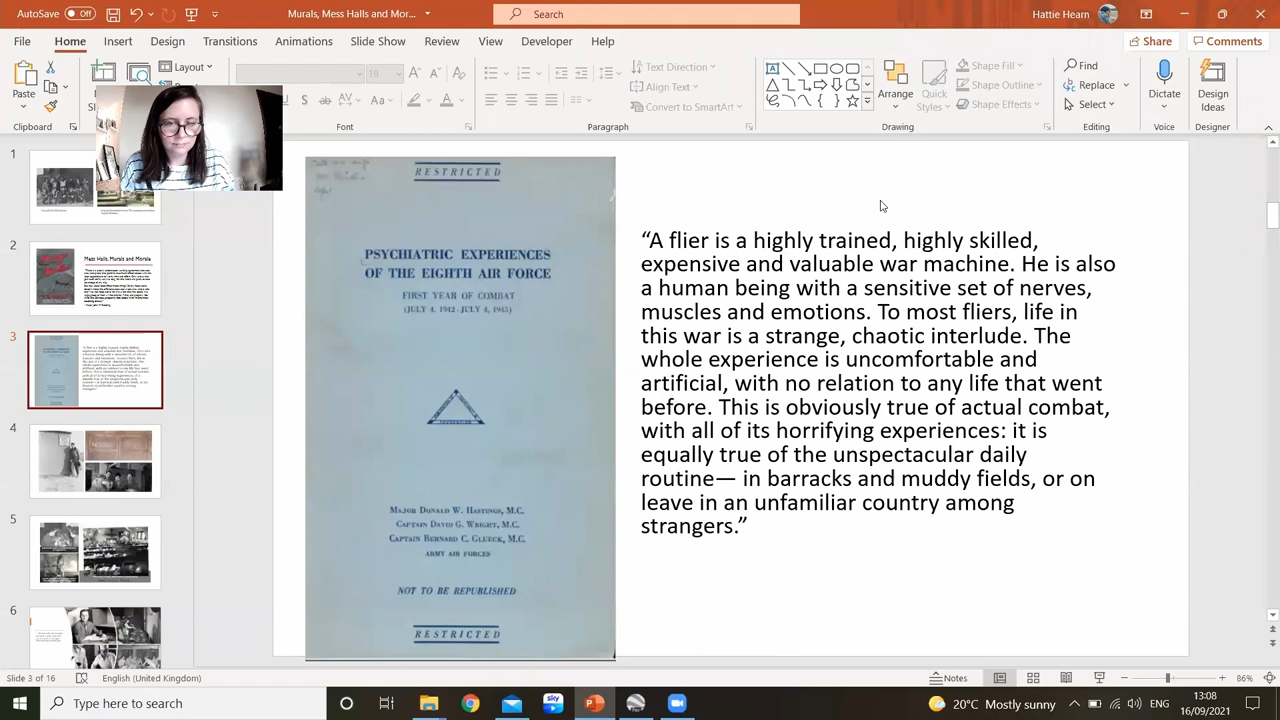 AutoSave Off
Murals, Mess Halls and Mor...
Search
Hattie Hearn
File Home Insert Design Transitions Animations Slide Show Review View Developer Help
Share Comments
Paste
Layout
18
Text Direction
Align Text
Convert to SmartArt
Arrange
Quick
Styles
Shape Fill
Shape Outline
Shape Effects
Find
Replace
Select
Dictate
Design
Ideas
Clipboard Font Paragraph Drawing Editing Voice Designer
1
2
Mess Halls, Murals and Morale
3
6
RESTRICTED
PSYCHIATRIC EXPERIENCES
OF THE EIGHTH AIR FORCE
FIRST YEAR OF COMBAT
(JULY 4, 1942 - JULY 4, 1943)
MAJOR DONALD W. HASTINGS, M.C.
CAPTAIN DAVID G. WRIGHT, M.C.
CAPTAIN BERNARD C. GLUECK, M.C.
ARMY AIR FORCES
NOT TO BE REPUBLISHED
RESTRICTED
“A flier is a highly trained, highly skilled,
expensive and valuable war machine. He is also
a human being with a sensitive set of nerves,
muscles and emotions. To most fliers, life in
this war is a strange, chaotic interlude. The
whole experience is uncomfortable and
artificial, with no relation to any life that went
before. This is obviously true of actual combat,
with all of its horrifying experiences: it is
equally true of the unspectacular daily
routine— in barracks and muddy fields, or on
leave in an unfamiliar country among
strangers.”
Slide 3 of 16 English (United Kingdom)
Notes
86%
Type here to search
sky
20°C Mostly sunny
ENG
13:08
16/09/2021